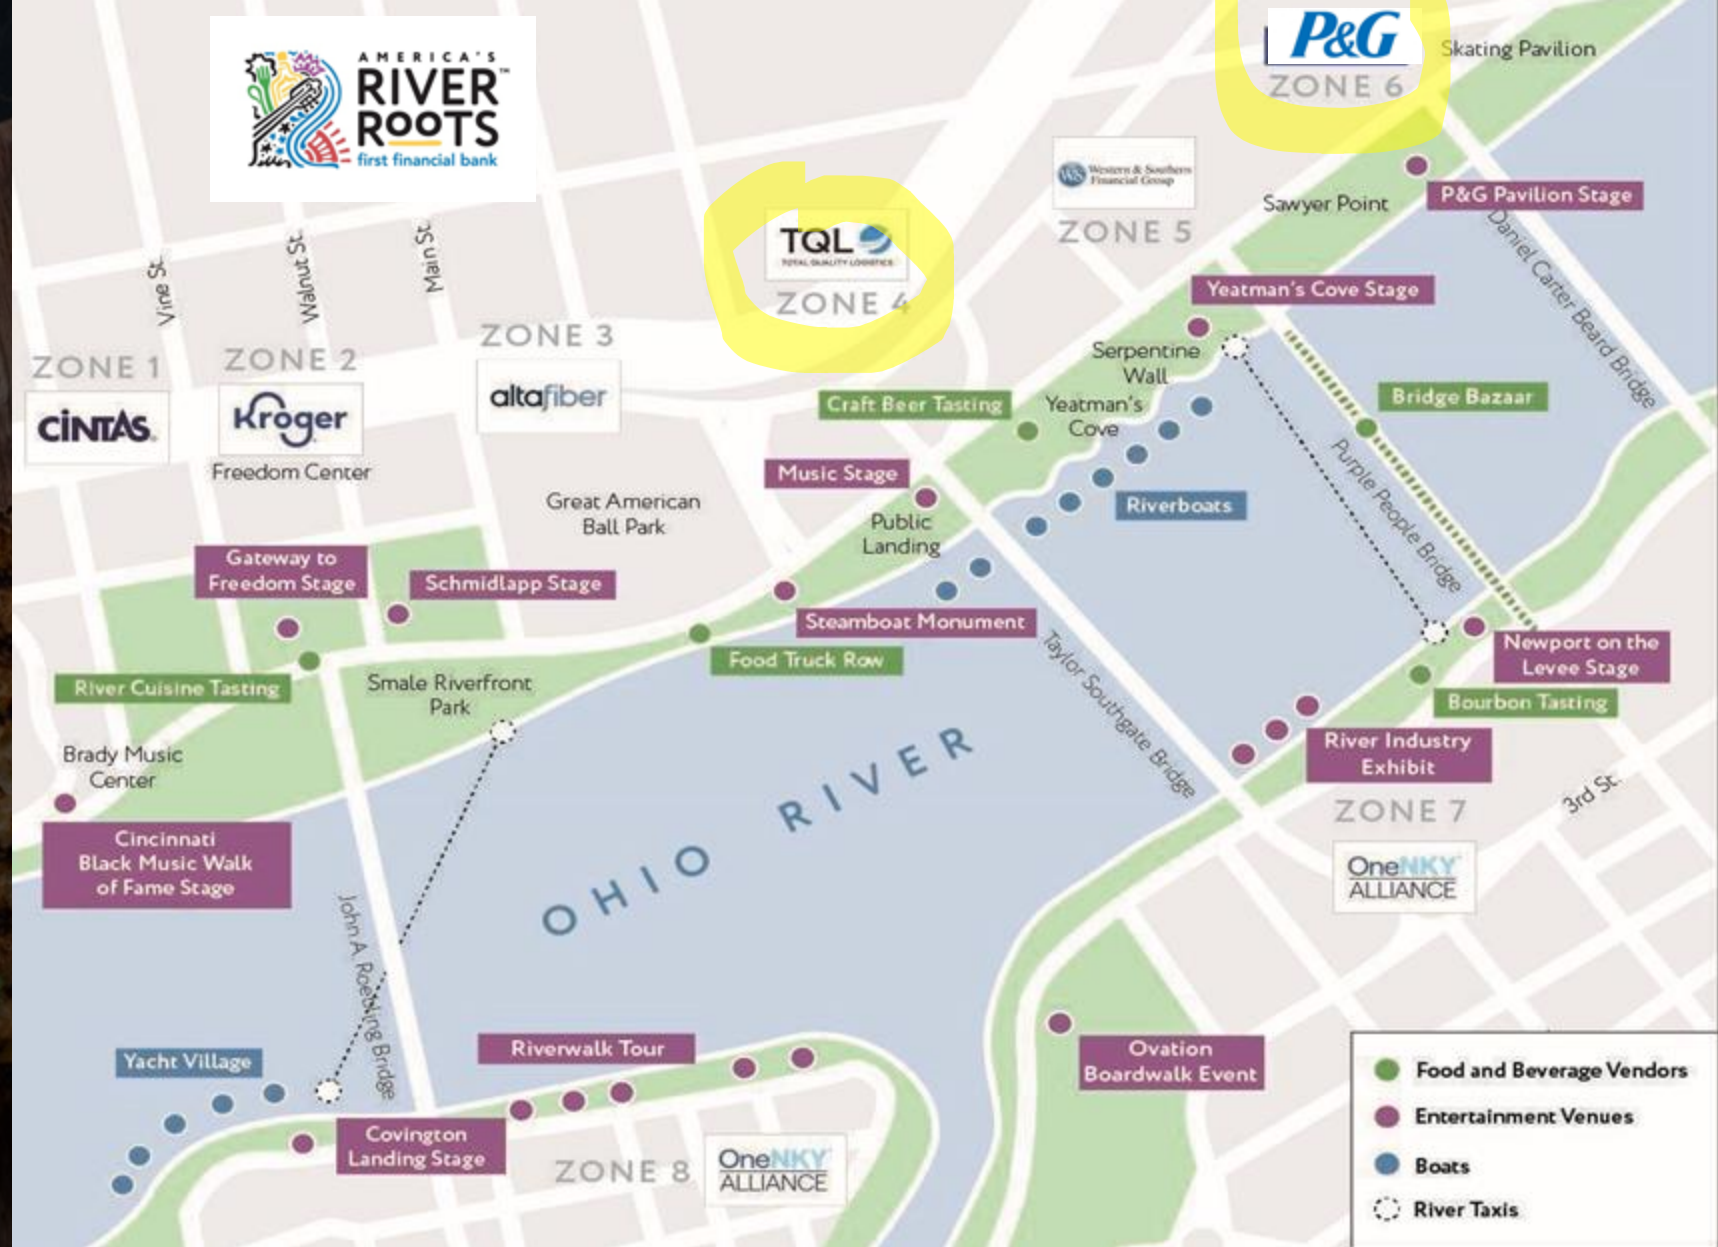 AMERICA'S
RIVER™
ROOTS
first financial bank
P&G
ZONE 6
Skating Pavilion
Western & Southern
Financial Group
ZONE 5
Sawyer Point
P&G Pavilion Stage
TQL
TOTAL QUALITY LOGISTICS
ZONE 4
Vine St.
Walnut St.
Main St.
Daniel Carter Beard Bridge
Yeatman's Cove Stage
ZONE 1
CINTAS
ZONE 2
Kroger
Freedom Center
ZONE 3
altafiber
Serpentine
Wall
Craft Beer Tasting
Yeatman's
Cove
Bridge Bazaar
Purple People Bridge
Music Stage
Great American
Ball Park
Public
Landing
Riverboats
Gateway to
Freedom Stage
Schmidlapp Stage
Steamboat Monument
Taylor Southgate Bridge
Newport on the
Levee Stage
Food Truck Row
River Cuisine Tasting
Smale Riverfront
Park
Bourbon Tasting
OHIO RIVER
River Industry
Exhibit
Brady Music
Center
3rd St.
ZONE 7
OneNKY
ALLIANCE
Cincinnati
Black Music Walk
of Fame Stage
John A. Roebling Bridge
Yacht Village
Riverwalk Tour
Ovation
Boardwalk Event
Covington
Landing Stage
ZONE 8
OneNKY
ALLIANCE
Food and Beverage Vendors
Entertainment Venues
Boats
River Taxis